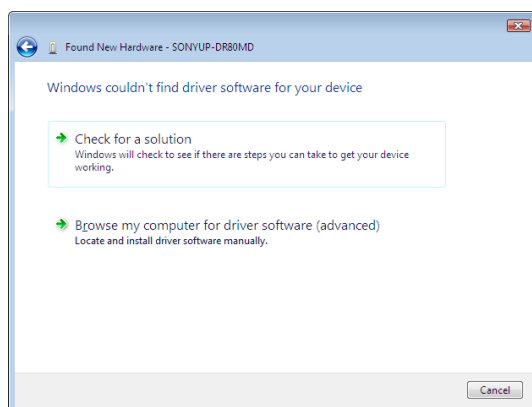 Found New Hardware - SONYUP-DR80MD
Windows couldn't find driver software for your device
Check for a solution
Windows will check to see if there are steps you can take to get your device
working.
Browse my computer for driver software (advanced)
Locate and install driver software manually.
Cancel